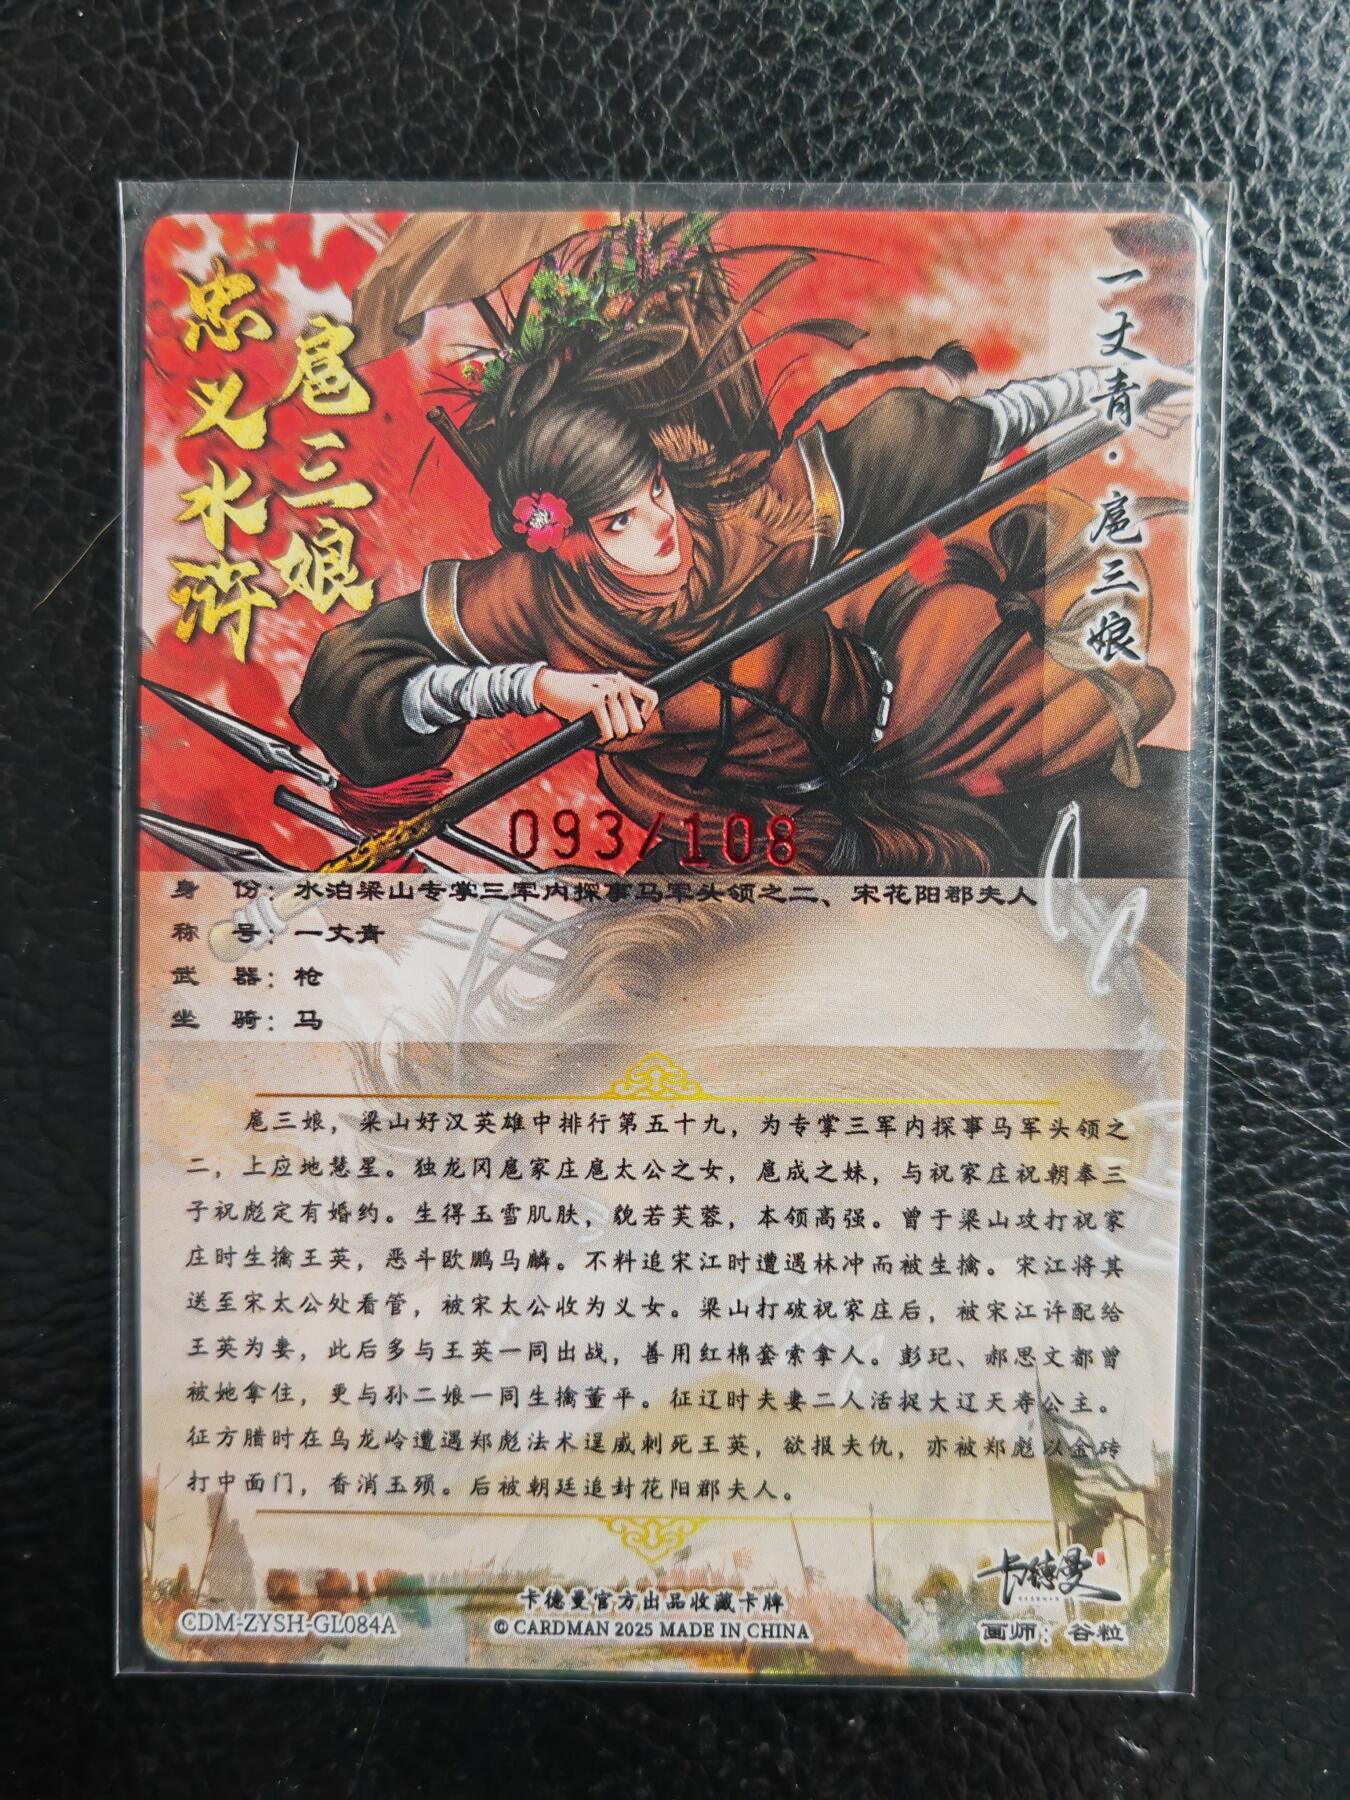 忠义水浒
扈三娘
一丈青·扈三娘
093/108
身 份：水泊梁山专掌三军内探事马军头领之二、宋花阳郡夫人
称 号：一丈青
武 器：枪
坐 骑：马
扈三娘，梁山好汉英雄中排行第五十九，为专掌三军内探事马军头领之
二，上应地慧星。独龙冈扈家庄扈太公之女，扈成之妹，与祝家庄祝朝奉三
子祝彪定有婚约。生得玉雪肌肤，貌若芙蓉，本领高强。曾于梁山攻打祝家
庄时生擒王英，恶斗欧鹏马麟。不料追宋江时遭遇林冲而被生擒。宋江将其
送至宋太公处看管，被宋太公收为义女。梁山打破祝家庄后，被宋江许配给
王英为妻，此后多与王英一同出战，善用红棉套索拿人。彭玘、郝思文都曾
被她拿住，更与孙二娘一同生擒董平。征辽时夫妻二人活捉大辽天寿公主。
征方腊时在乌龙岭遭遇郑彪法术逞威刺死王英，欲报夫仇，亦被郑彪以金砖
打中面门，香消玉殒。后被朝廷追封花阳郡夫人。
卡德曼
卡德曼官方出品收藏卡牌
CDM-ZYSH-GL084A
© CARDMAN 2025 MADE IN CHINA
画师：谷粒